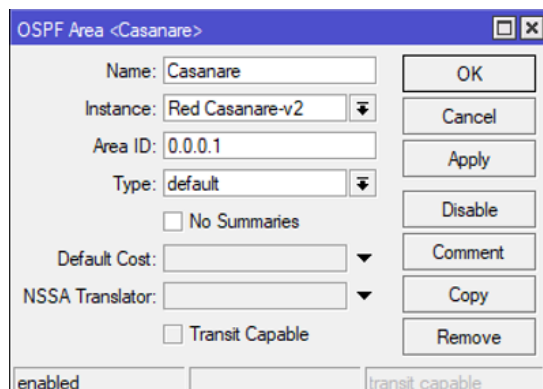 OSPF Area <Casanare>
Name: Casanare
OK
Instance: Red Casanare-v2
Cancel
Area ID: 0.0.0.1
Apply
Type: default
No Summaries
Disable
Default Cost:
Comment
NSSA Translator:
Copy
Transit Capable
Remove
enabled
transit capable